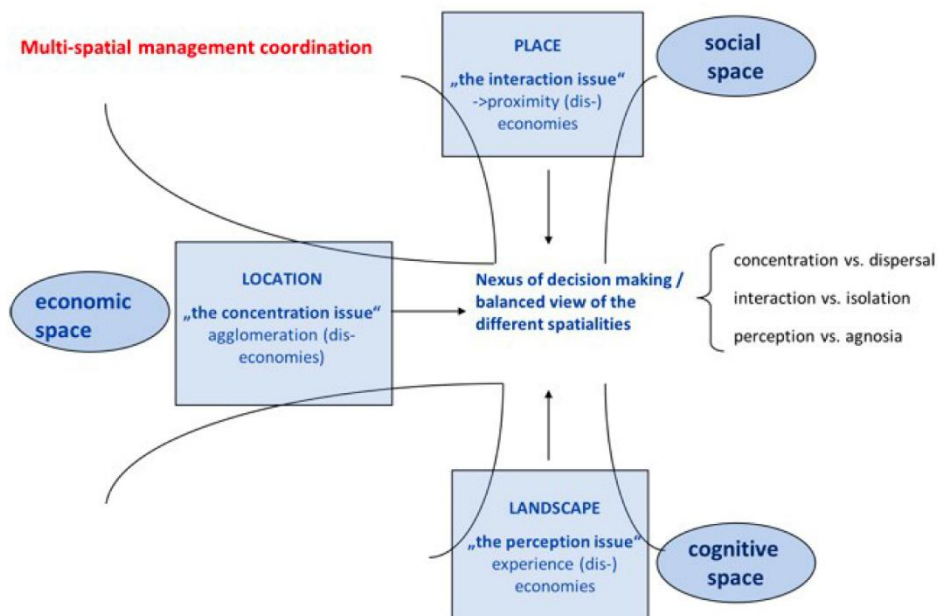 Multi-spatial management coordination
PLACE
„the interaction issue“
->proximity (dis-)
economies
social
space
economic
space
LOCATION
„the concentration issue“
agglomeration (dis-
economies)
Nexus of decision making /
balanced view of the
different spatialities
concentration vs. dispersal
interaction vs. isolation
perception vs. agnosia
LANDSCAPE
„the perception issue“
experience (dis-)
economies
cognitive
space